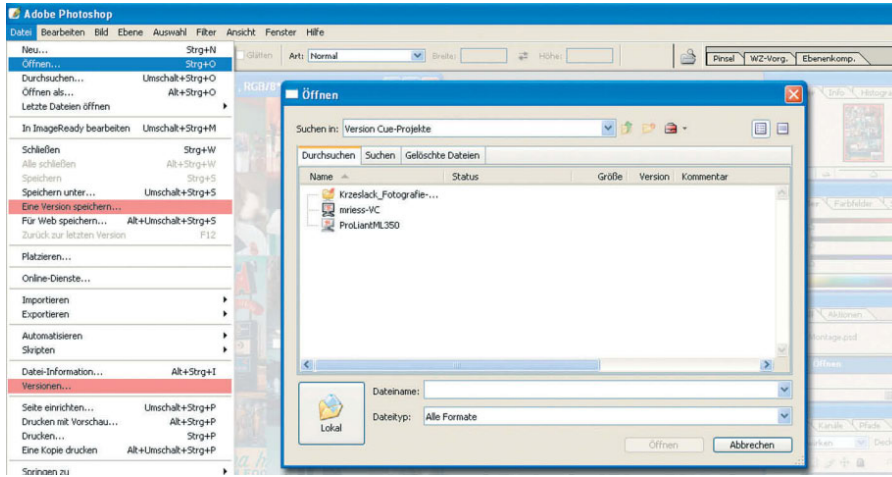 Adobe Photoshop
Datei Bearbeiten Bild Ebene Auswahl Filter Ansicht Fenster Hilfe
Neu... Strg+N
Öffnen... Strg+O
Durchsuchen... Umschalt+Strg+O
Öffnen als... Alt+Strg+O
Letzte Dateien öffnen
In ImageReady bearbeiten Umschalt+Strg+M
Schließen Strg+W
Alle schließen Alt+Strg+W
Speichern Strg+S
Speichern unter... Umschalt+Strg+S
Eine Version speichern...
Für Web speichern... Alt+Umschalt+Strg+S
Zurück zur letzten Version F12
Platzieren...
Online-Dienste...
Importieren
Exportieren
Automatisieren
Skripten
Datei-Information... Alt+Strg+I
Versionen...
Seite einrichten... Umschalt+Strg+P
Drucken mit Vorschau... Alt+Strg+P
Drucken... Strg+P
Eine Kopie drucken Alt+Umschalt+Strg+P
Springen zu
Glätten Art: Normal Breite: Höhe:
Pinsel WZ-Vorg. Ebenenkomp.
, RGB/8*
Öffnen
Suchen in: Version Cue-Projekte
Durchsuchen Suchen Gelöschte Dateien
Name Status Größe Version Kommentar
Krzeslack_Fotografie-...
mriess-VC
ProLiantML350
Lokal
Dateiname:
Dateityp: Alle Formate
Öffnen Abbrechen
Info Histogra
Farbfelder
Aktionen
Montage.psd
Öffnen
Kanäle Pfade